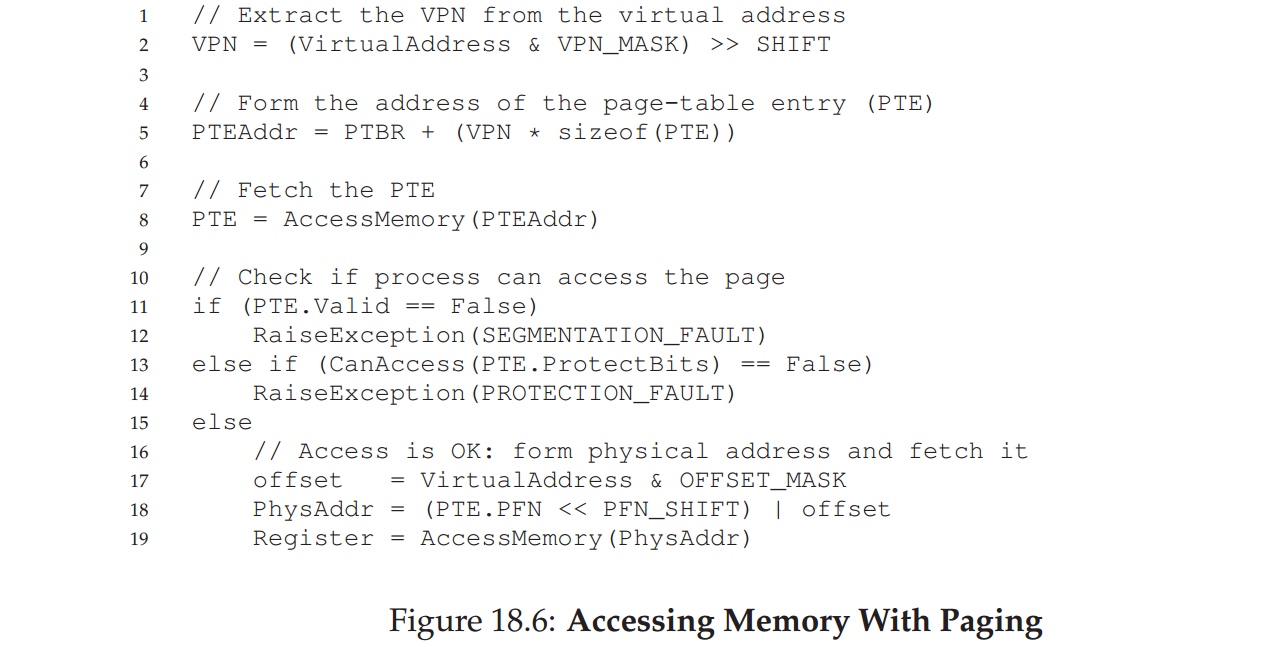 1 // Extract the VPN from the virtual address
2 VPN = (VirtualAddress & VPN_MASK) >> SHIFT
3
4 // Form the address of the page-table entry (PTE)
5 PTEAddr = PTBR + (VPN * sizeof(PTE))
6
7 // Fetch the PTE
8 PTE = AccessMemory(PTEAddr)
9
10 // Check if process can access the page
11 if (PTE.Valid == False)
12     RaiseException(SEGMENTATION_FAULT)
13 else if (CanAccess(PTE.ProtectBits) == False)
14     RaiseException(PROTECTION_FAULT)
15 else
16     // Access is OK: form physical address and fetch it
17     offset   = VirtualAddress & OFFSET_MASK
18     PhysAddr = (PTE.PFN << PFN_SHIFT) | offset
19     Register = AccessMemory(PhysAddr)
Figure 18.6: Accessing Memory With Paging